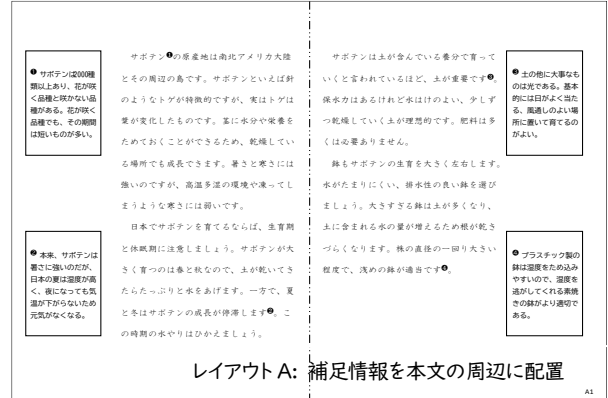 ❶ サボテンは2000種
類以上あり、花が咲
く品種と咲かない品
種がある。花が咲く
品種でも、その期間
は短いものが多い。
❷ 本来、サボテンは
暑さに強いのだが、
日本の夏は湿度が高
く、夜になっても気
温が下がらないため
元気がなくなる。
サボテン❶の原産地は南北アメリカ大陸
とその周辺の島です。サボテンといえば針
のようなトゲが特徴的ですが、実はトゲは
葉が変化したものです。茎に水分や栄養を
ためておくことができるため、乾燥してい
る場所でも成長できます。暑さと寒さには
強いのですが、高温多湿の環境や凍ってし
まうような寒さには弱いです。
日本でサボテンを育てるならば、生育期
と休眠期に注意しましょう。サボテンが大
きく育つのは春と秋なので、土が乾いてき
たらたっぷりと水をあげます。一方で、夏
と冬はサボテンの成長が停滞します❷。こ
の時期の水やりはひかえましょう。
サボテンは土が含んでいる養分で育って
いくと言われているほど、土が重要です❸。
保水力はあるけれど水はけのよい、少しず
つ乾燥していく土が理想的です。肥料は多
くは必要ありません。
鉢もサボテンの生育を大きく左右します。
水がたまりにくい、排水性の良い鉢を選び
ましょう。大きすぎる鉢は土が多くなり、
土に含まれる水の量が増えるため根が乾き
づらくなります。株の直径の一回り大きい
程度で、浅めの鉢が適当です❹。
❸ 土の他に大事なも
のは光である。基本
的には日がよく当た
る、風通しのよい場
所に置いて育てるの
がよい。
❹ プラスチック製の
鉢は湿度をため込み
やすいので、湿度を
逃がしてくれる素焼
きの鉢がより適切で
ある。
レイアウト A: 補足情報を本文の周辺に配置
A1